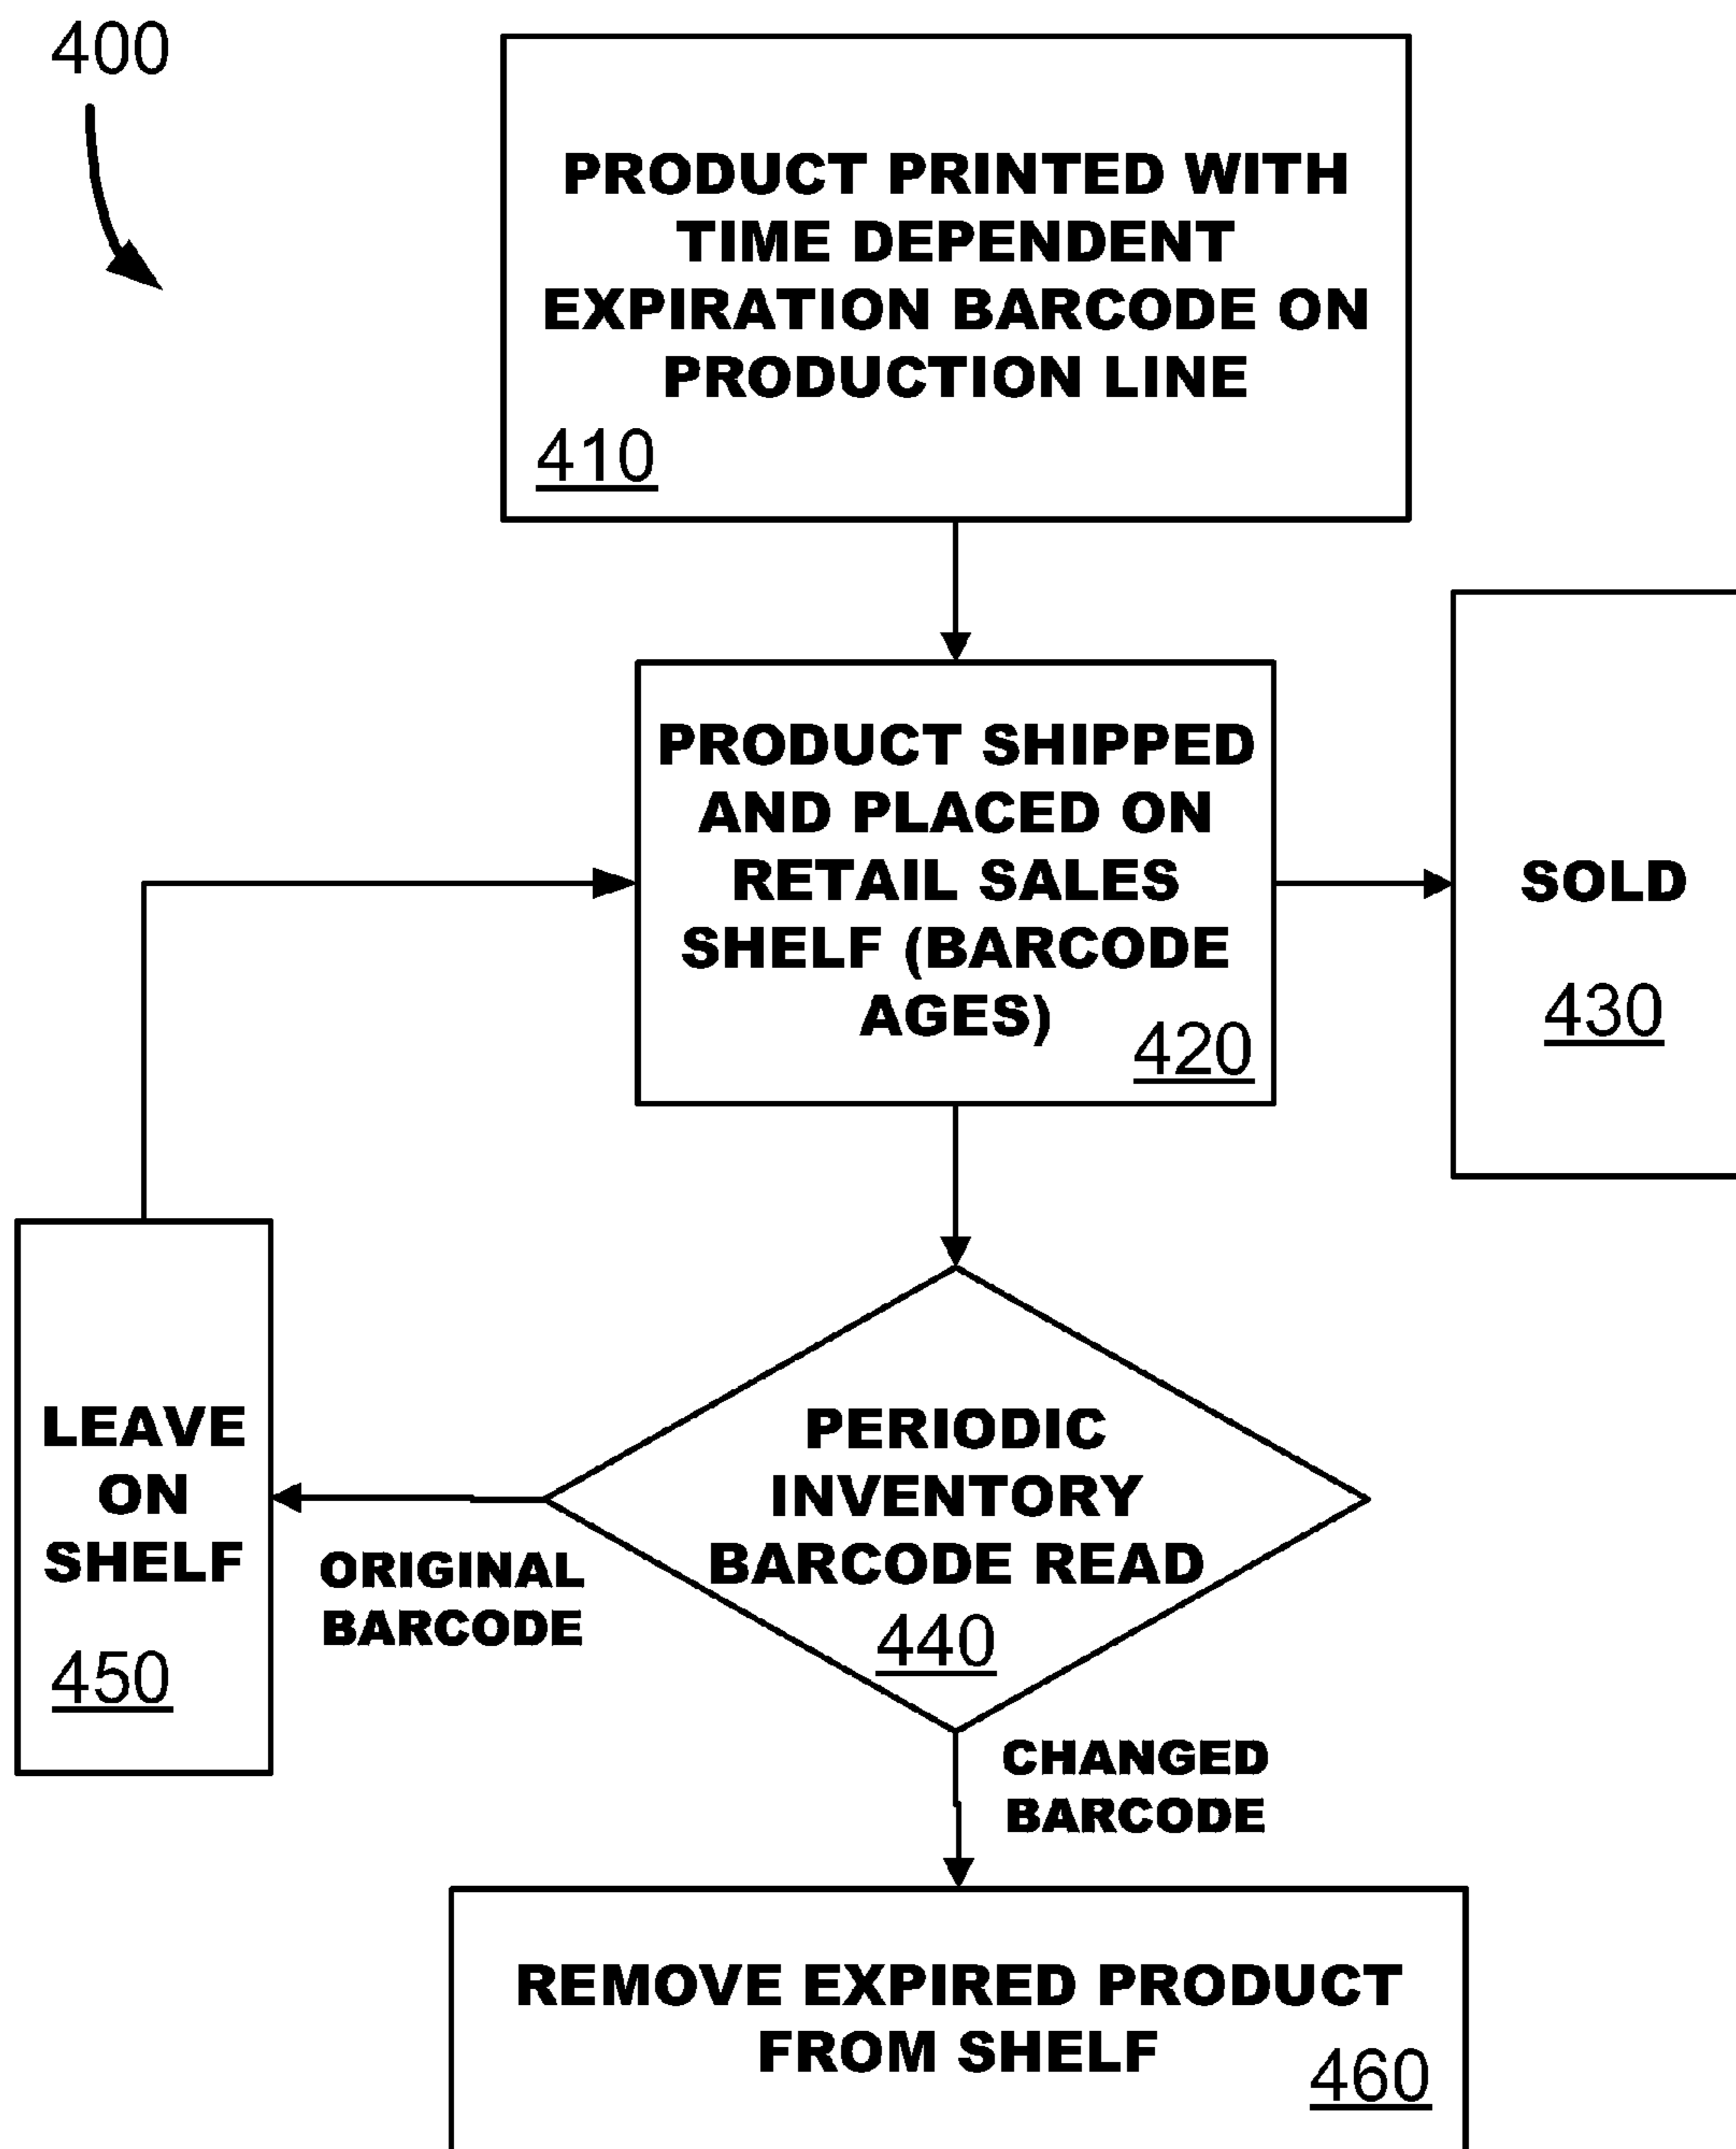 400
PRODUCT PRINTED WITH
TIME DEPENDENT
EXPIRATION BARCODE ON
PRODUCTION LINE
410
PRODUCT SHIPPED
AND PLACED ON
RETAIL SALES
SHELF (BARCODE
AGES)
420
SOLD
430
PERIODIC
INVENTORY
BARCODE READ
440
LEAVE
ON
SHELF
450
ORIGINAL
BARCODE
CHANGED
BARCODE
REMOVE EXPIRED PRODUCT
FROM SHELF
460